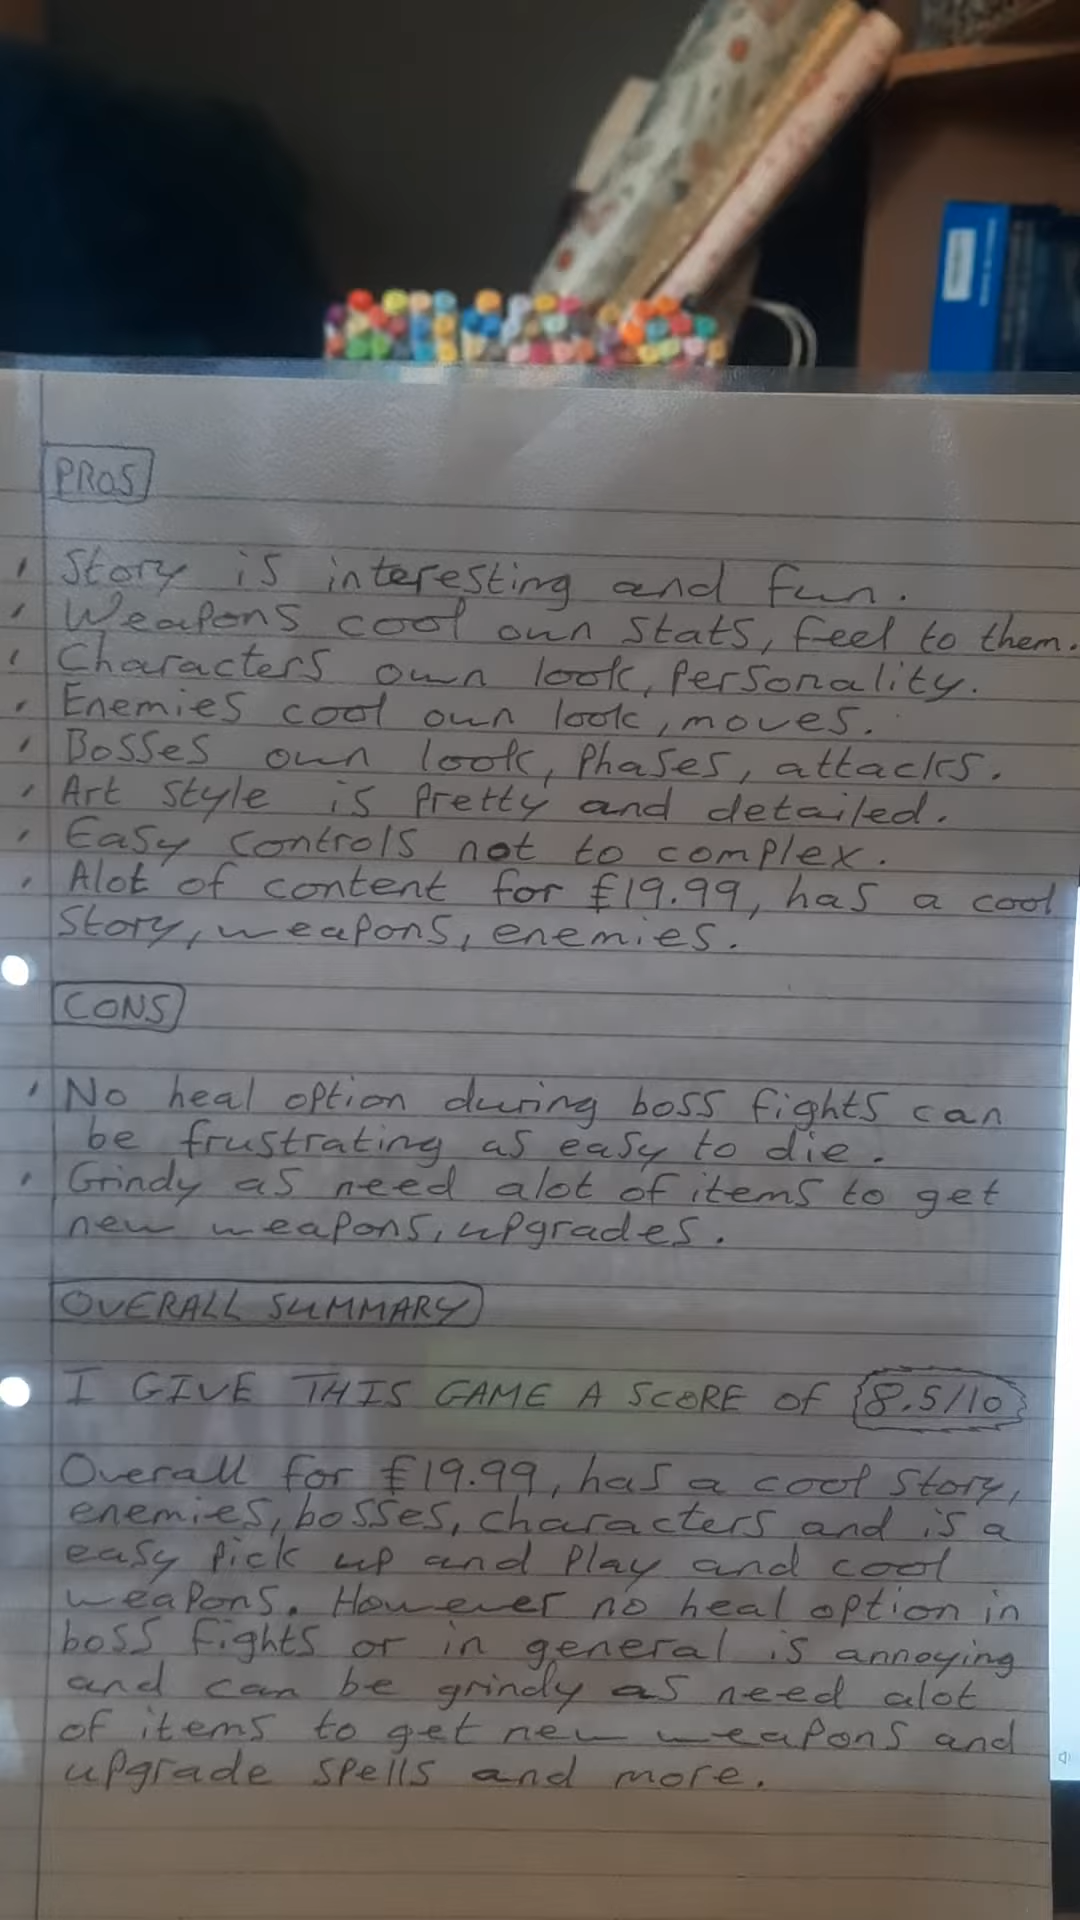 PROS
Story is interesting and fun.
Weapons cool own stats, feel to them.
Characters own look, personality.
Enemies cool own look, moves.
Bosses own look, phases, attacks.
Art style is pretty and detailed.
Easy controls not to complex.
Alot of content for £19.99, has a cool
story, weapons, enemies.
CONS
No heal option during boss fights can
be frustrating as easy to die.
Grindy as need alot of items to get
new weapons, upgrades.
OVERALL SUMMARY
I GIVE THIS GAME A SCORE OF 8.5/10
Overall for £19.99, has a cool story,
enemies, bosses, characters and is a
easy pick up and play and cool
weapons. However no heal option in
boss fights or in general is annoying
and can be grindy as need alot
of items to get new weapons and
upgrade spells and more.